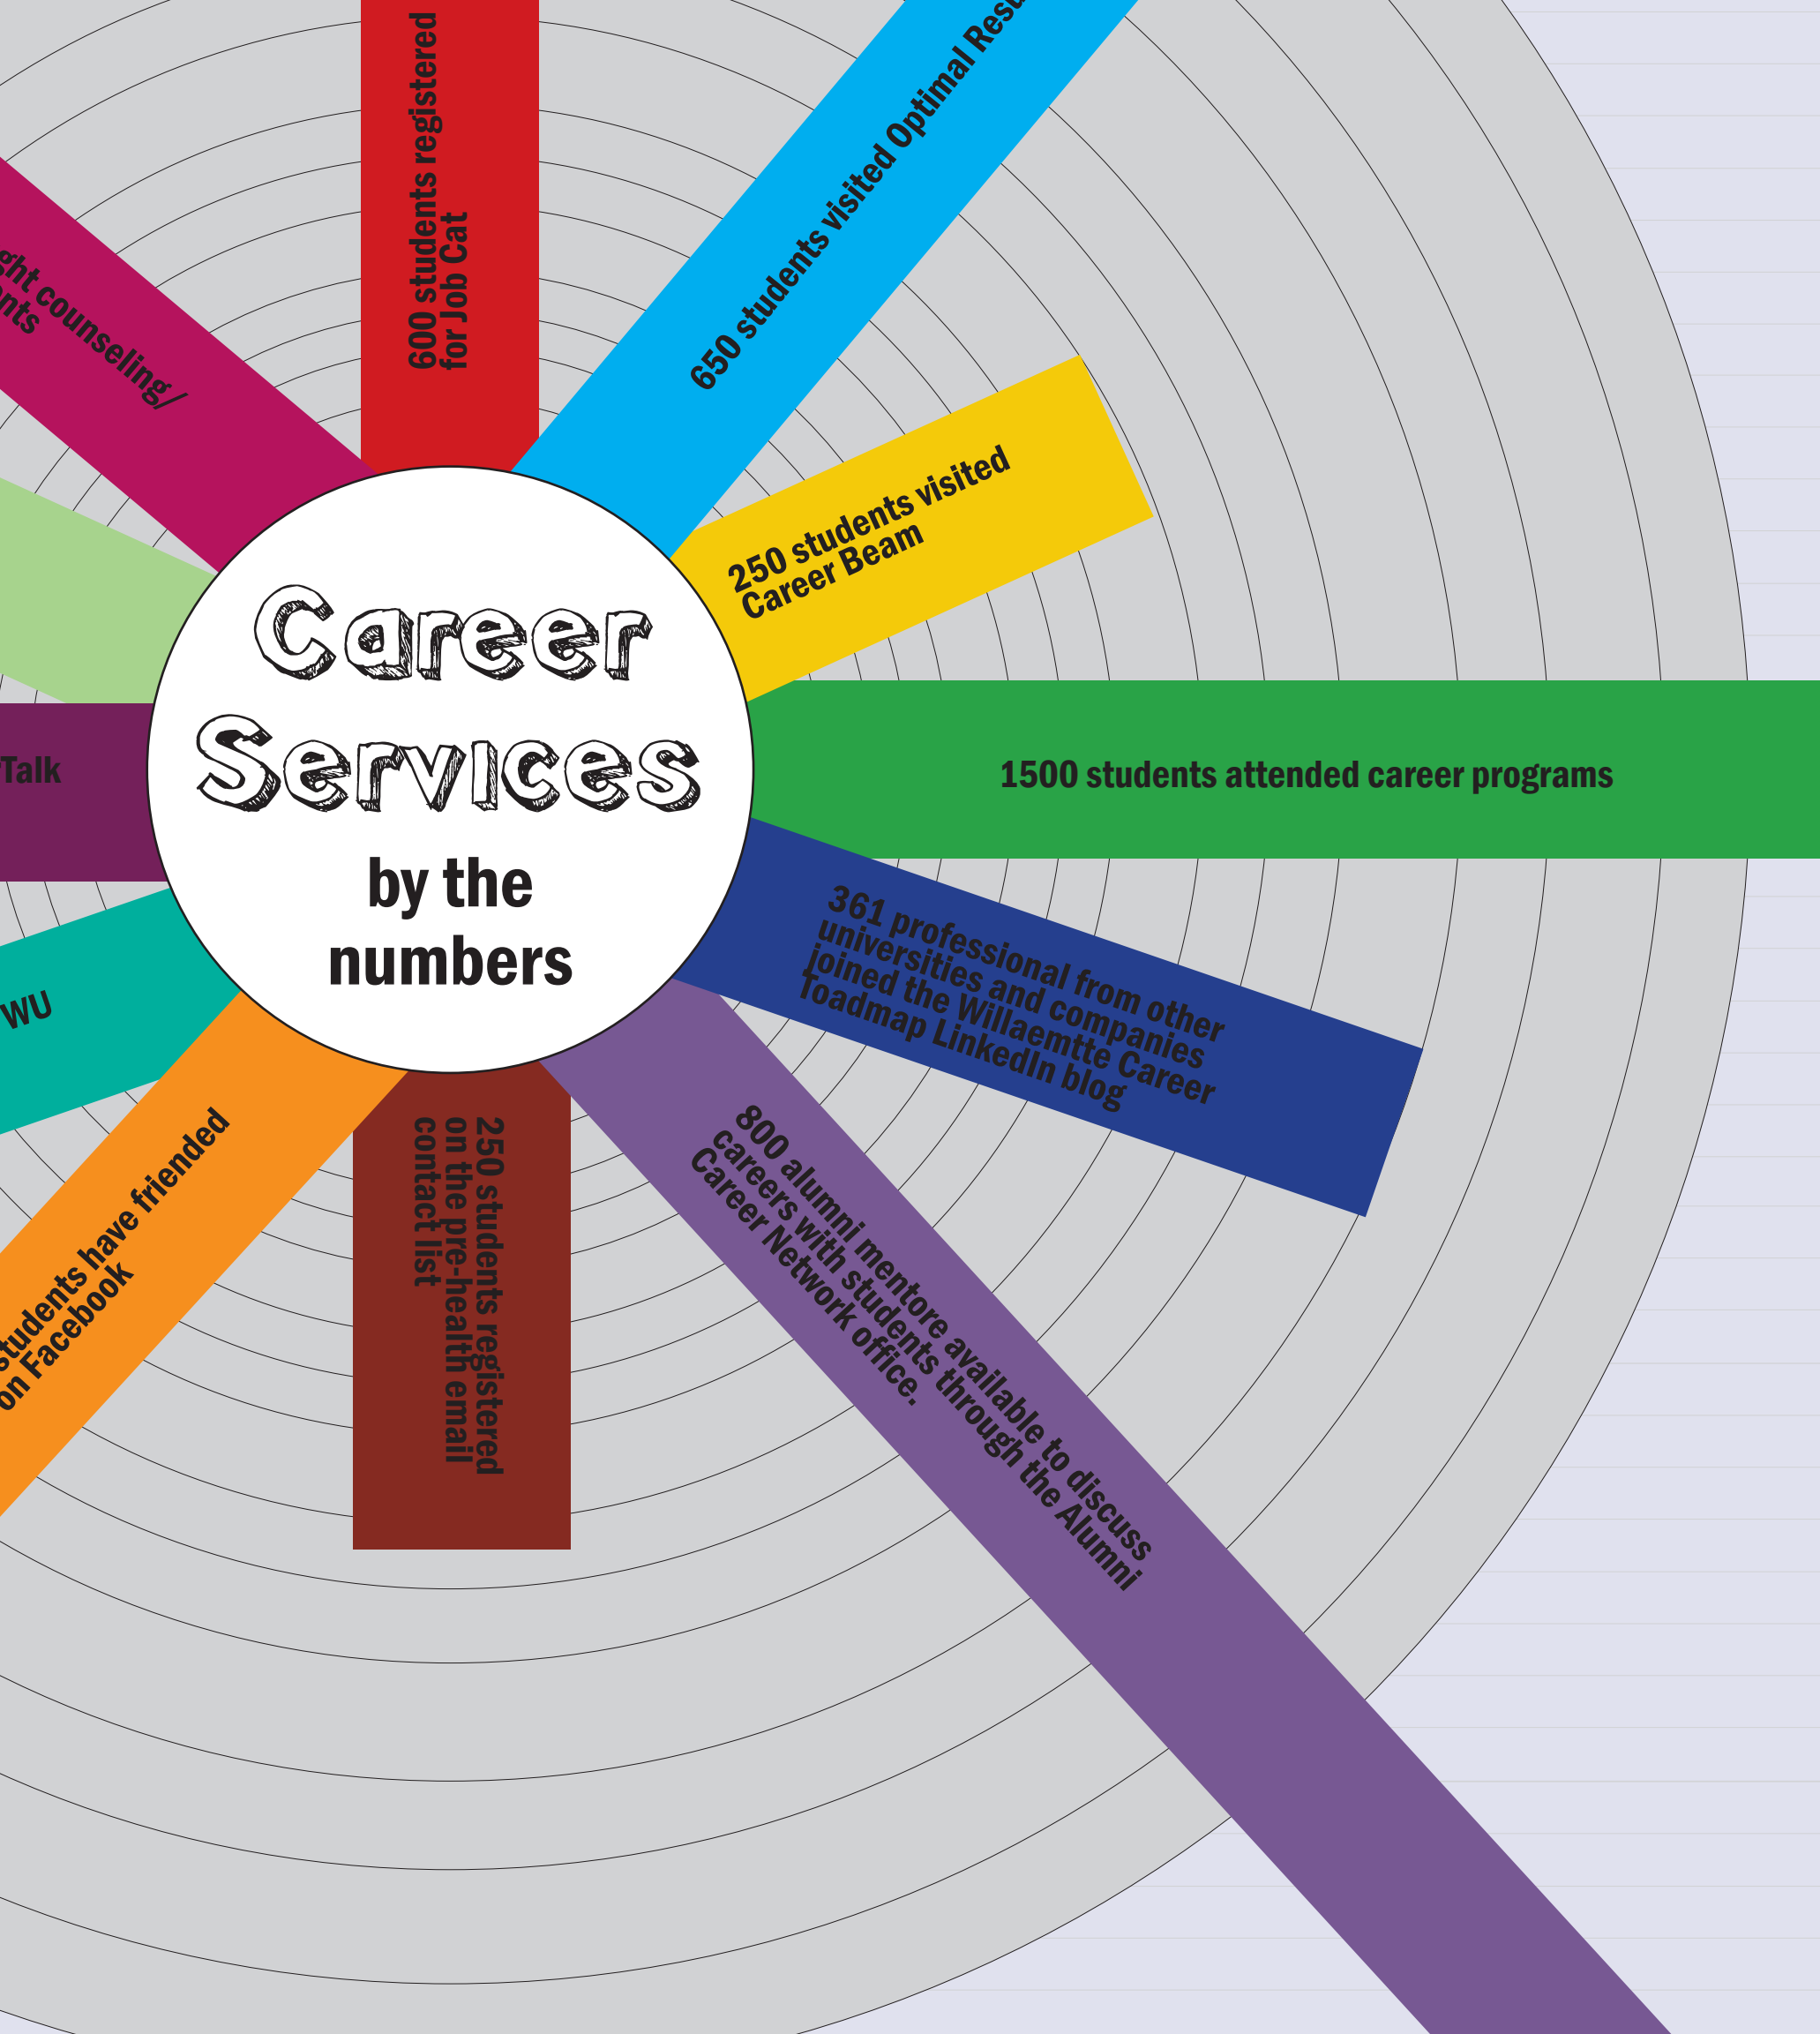 Career
Services
by the
numbers
600 students registered
for Job Cat
650 students visited Optimal
250 students visited
Career Beam
1500 students attended career programs
361 professional from other
universities and companies
joined the Willaemtte Career
Toadmap LinkedIn blog
800 alumni mentore available to discuss
careers with students through the Alumni
Career Network office.
250 students registered
on the pre-health email
contact list
students have friended
on Facebook
WU
Talk
counseling/